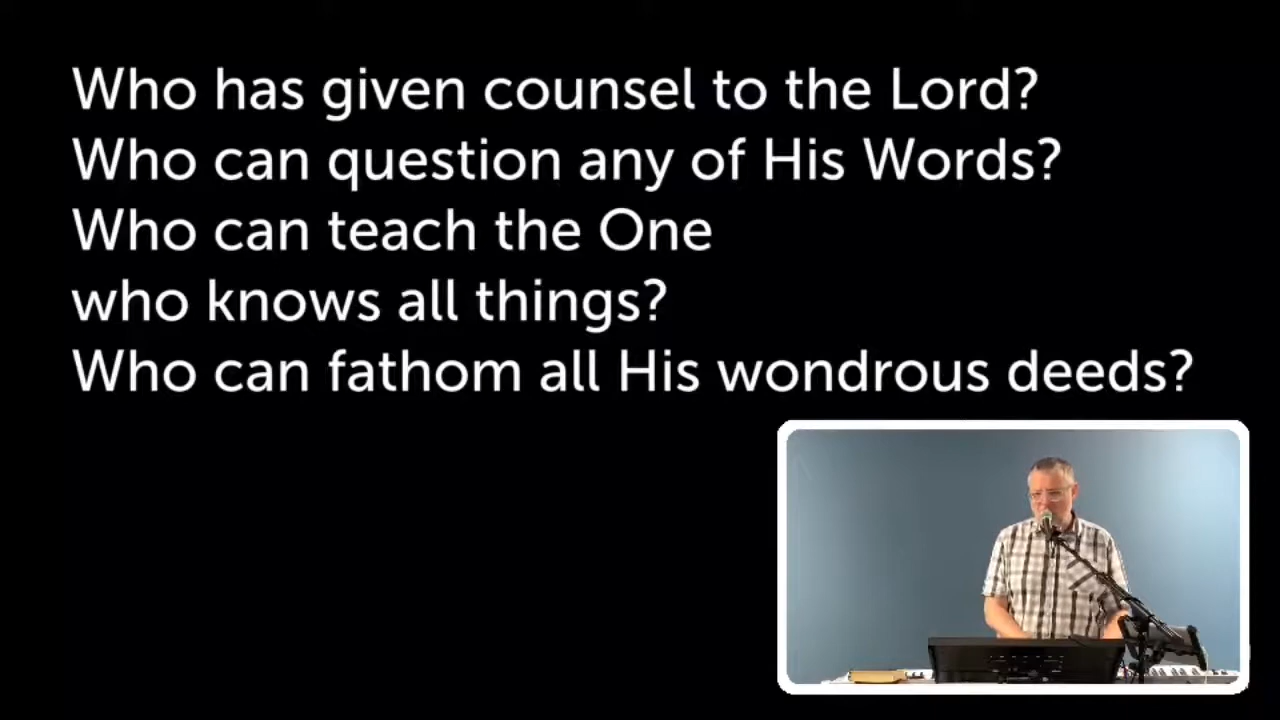 Who has given counsel to the Lord?
Who can question any of His Words?
Who can teach the One
who knows all things?
Who can fathom all His wondrous deeds?